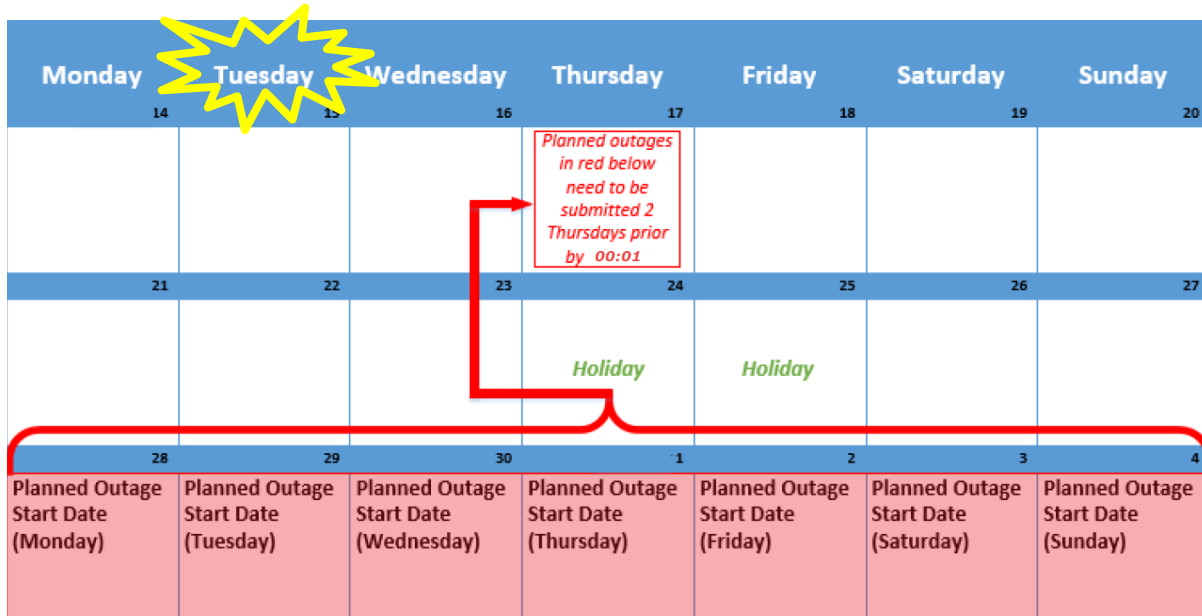 Monday Tuesday Wednesday Thursday Friday Saturday Sunday
14 15 16 17 18 19 20
Planned outages
in red below
need to be
submitted 2
Thursdays prior
by 00:01
21 22 23 24 25 26 27
Holiday Holiday
28 29 30 1 2 3 4
Planned Outage Planned Outage Planned Outage Planned Outage Planned Outage Planned Outage Planned Outage
Start Date Start Date Start Date Start Date Start Date Start Date Start Date
(Monday) (Tuesday) (Wednesday) (Thursday) (Friday) (Saturday) (Sunday)